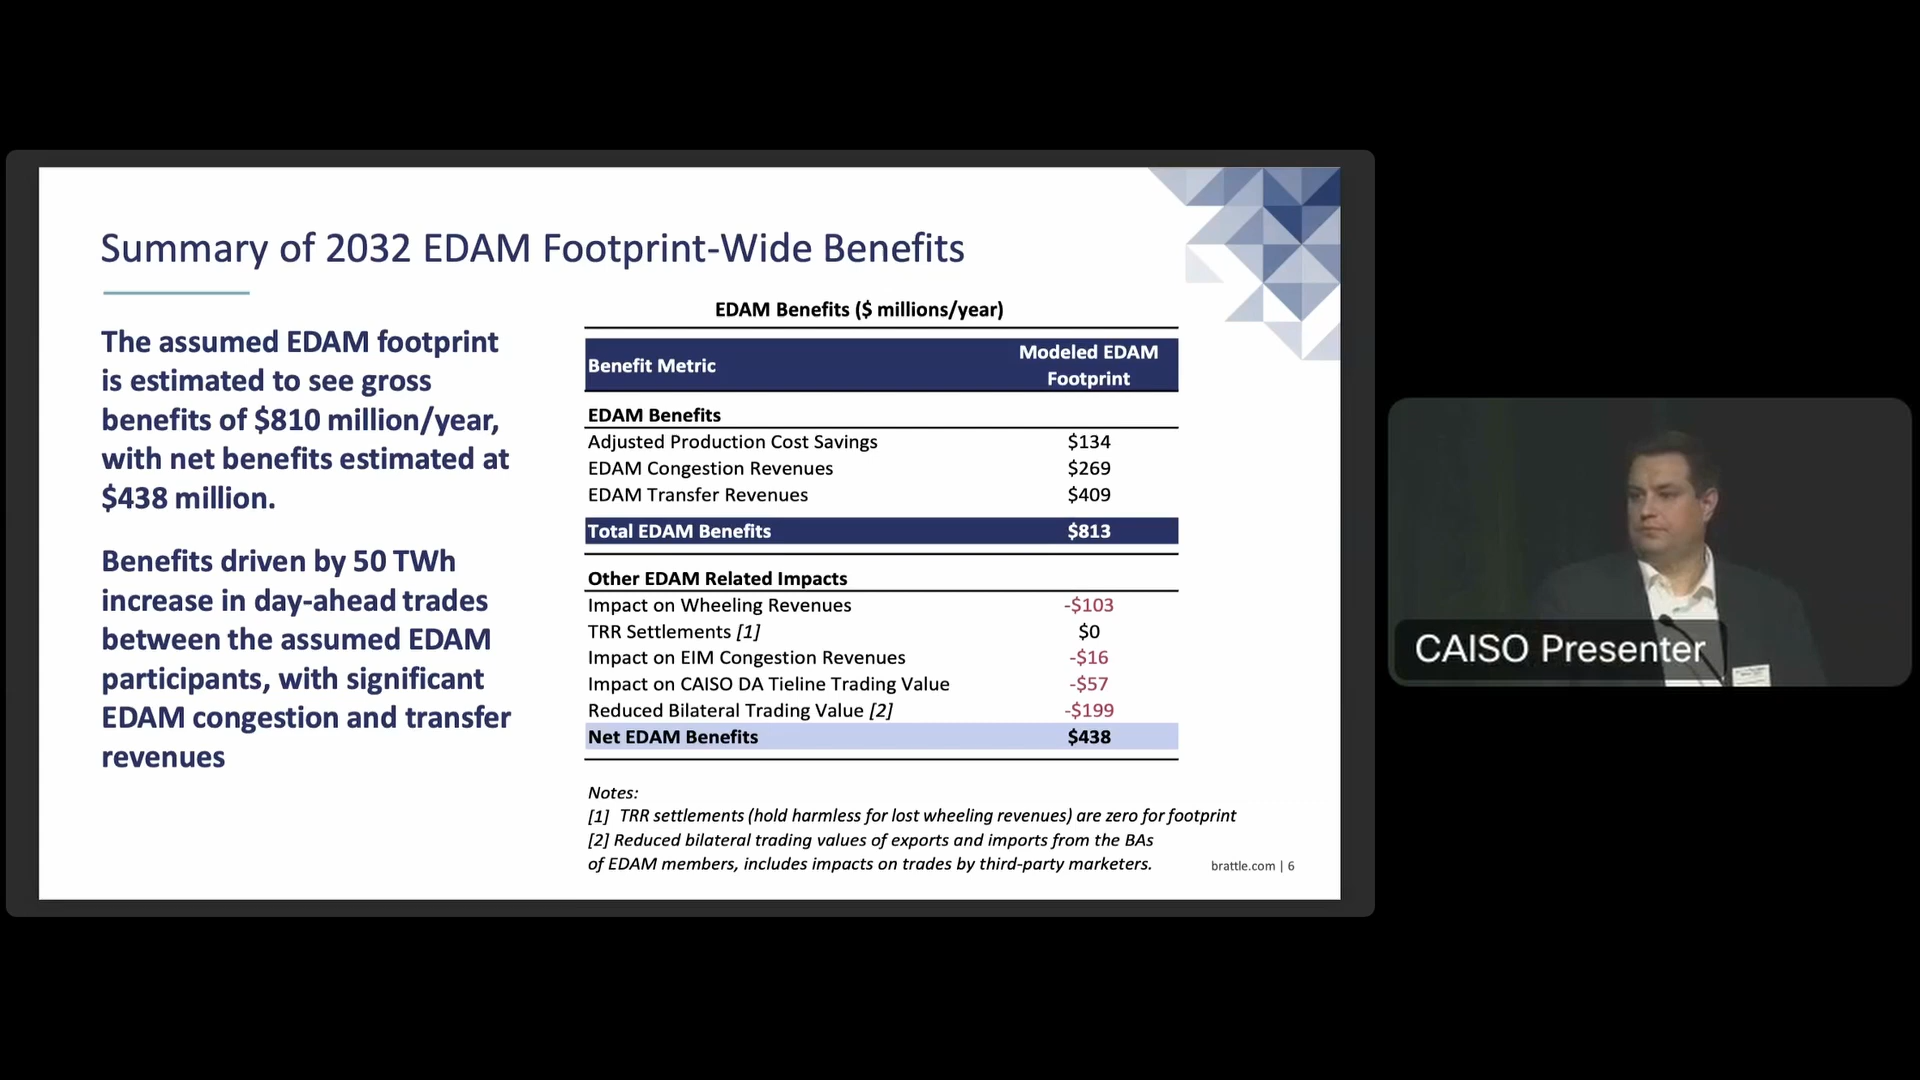 Summary of 2032 EDAM Footprint-Wide Benefits
The assumed EDAM footprint
is estimated to see gross
benefits of $810 million/year,
with net benefits estimated at
$438 million.
Benefits driven by 50 TWh
increase in day-ahead trades
between the assumed EDAM
participants, with significant
EDAM congestion and transfer
revenues
EDAM Benefits ($ millions/year)
Benefit Metric Modeled EDAM Footprint
EDAM Benefits
Adjusted Production Cost Savings $134
EDAM Congestion Revenues $269
EDAM Transfer Revenues $409
Total EDAM Benefits $813
Other EDAM Related Impacts
Impact on Wheeling Revenues -$103
TRR Settlements [1] $0
Impact on EIM Congestion Revenues -$16
Impact on CAISO DA Tieline Trading Value -$57
Reduced Bilateral Trading Value [2] -$199
Net EDAM Benefits $438
Notes:
[1] TRR settlements (hold harmless for lost wheeling revenues) are zero for footprint
[2] Reduced bilateral trading values of exports and imports from the BAs
of EDAM members, includes impacts on trades by third-party marketers.
brattle.com | 6
CAISO Presenter